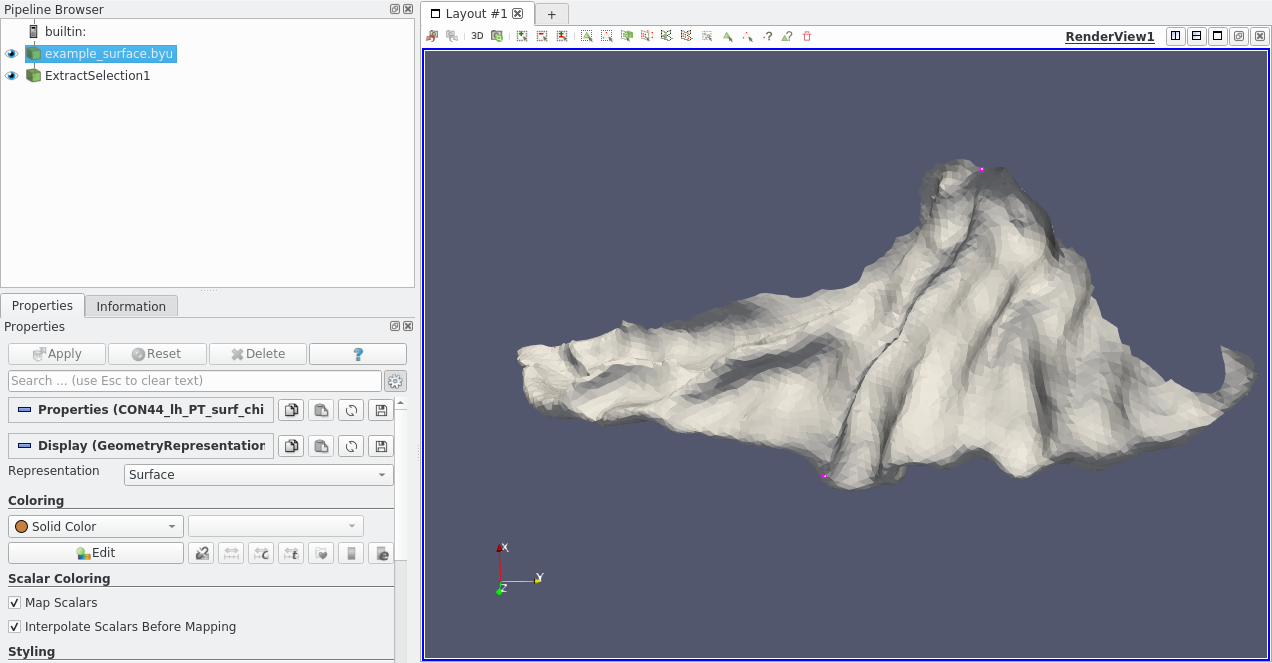 Pipeline Browser
builtin:
example_surface.byu
ExtractSelection1
Properties
Information
Properties
Apply
Reset
Delete
?
Search ... (use Esc to clear text)
Properties (CON44_lh_PT_surf_chi
Display (GeometryRepresentation
Representation
Surface
Coloring
Solid Color
Edit
Scalar Coloring
Map Scalars
Interpolate Scalars Before Mapping
Styling
Layout #1
+
3D
RenderView1
X
Y
Z